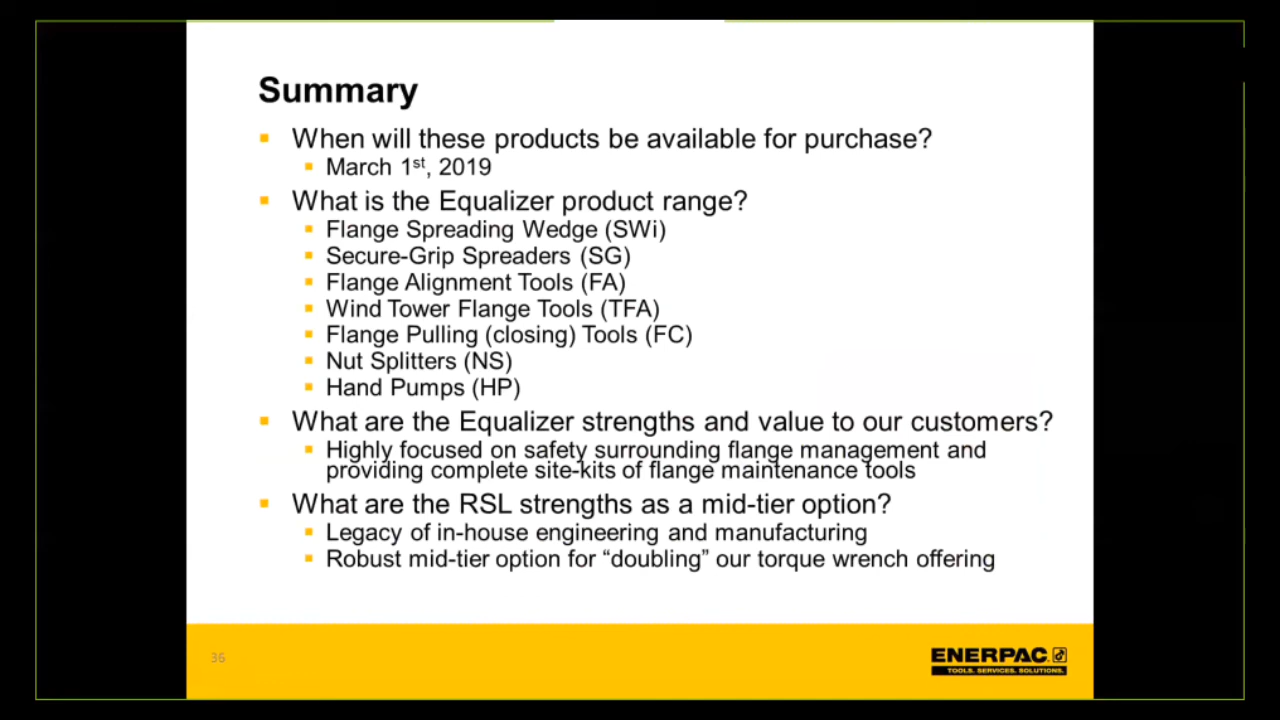 Summary
When will these products be available for purchase?
March 1st, 2019
What is the Equalizer product range?
Flange Spreading Wedge (SWi)
Secure-Grip Spreaders (SG)
Flange Alignment Tools (FA)
Wind Tower Flange Tools (TFA)
Flange Pulling (closing) Tools (FC)
Nut Splitters (NS)
Hand Pumps (HP)
What are the Equalizer strengths and value to our customers?
Highly focused on safety surrounding flange management and
providing complete site-kits of flange maintenance tools
What are the RSL strengths as a mid-tier option?
Legacy of in-house engineering and manufacturing
Robust mid-tier option for “doubling” our torque wrench offering
36
ENERPAC
TOOLS. SERVICES. SOLUTIONS.